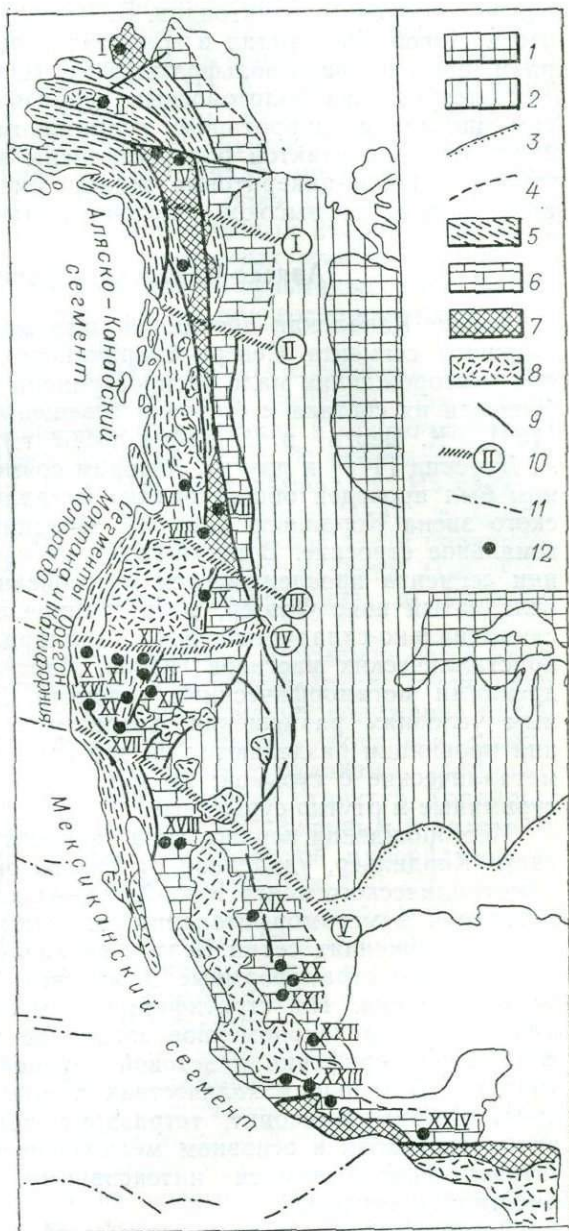 I
II
III
IV
V
VI
VII
VIII
IX
XII
X
XI
XIII
XVI
XV
XIV
XVII
XVIII
XIX
XX
XXI
XXII
XXIII
XXIV
I
II
III
IV
V
Аляско-Канадский
сегмент
Сегменты
Монтана и
Колорадо
Орегон-
Калифорния
Мексиканский сегмент
1
2
3
4
5
6
7
8
9
II 10
11
12